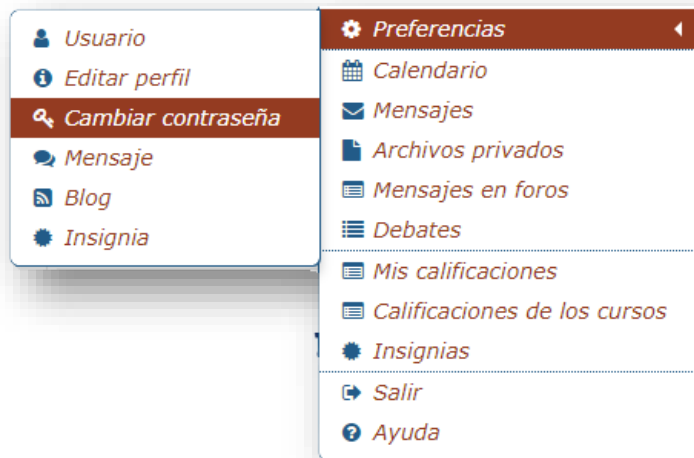 Usuario
Editar perfil
Cambiar contraseña
Mensaje
Blog
Insignia
Preferencias
Calendario
Mensajes
Archivos privados
Mensajes en foros
Debates
Mis calificaciones
Calificaciones de los cursos
Insignias
Salir
Ayuda